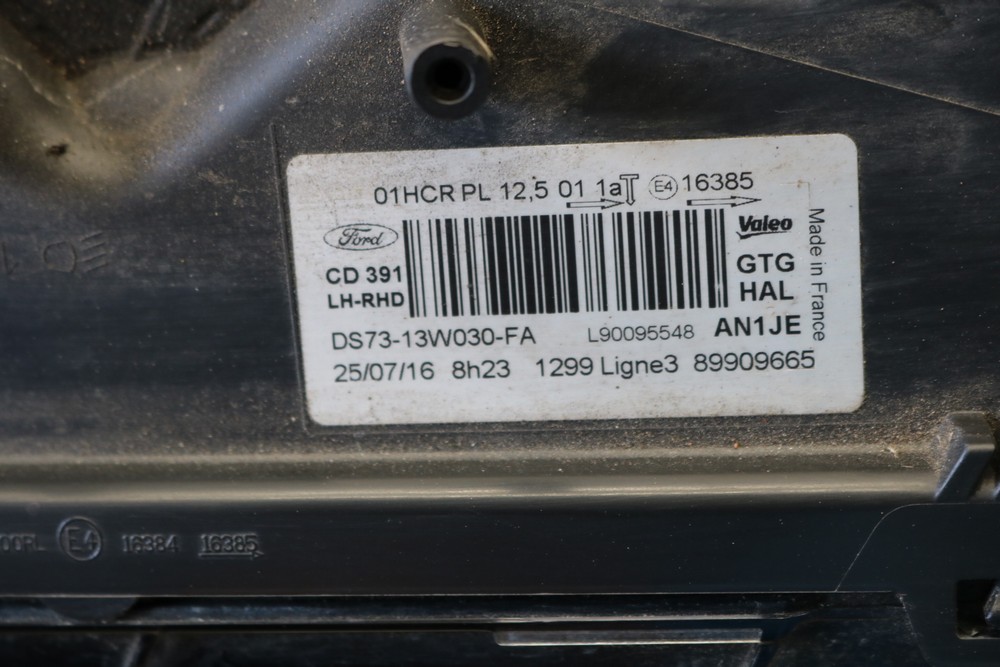 01HCR PL 12,5 01 1a E4 16385
Ford
Valeo
Made in France
CD 391
GTG
LH-RHD
HAL
DS73-13W030-FA L90095548 AN1JE
25/07/16 8h23 1299 Ligne3 89909665
E4 16384 16385